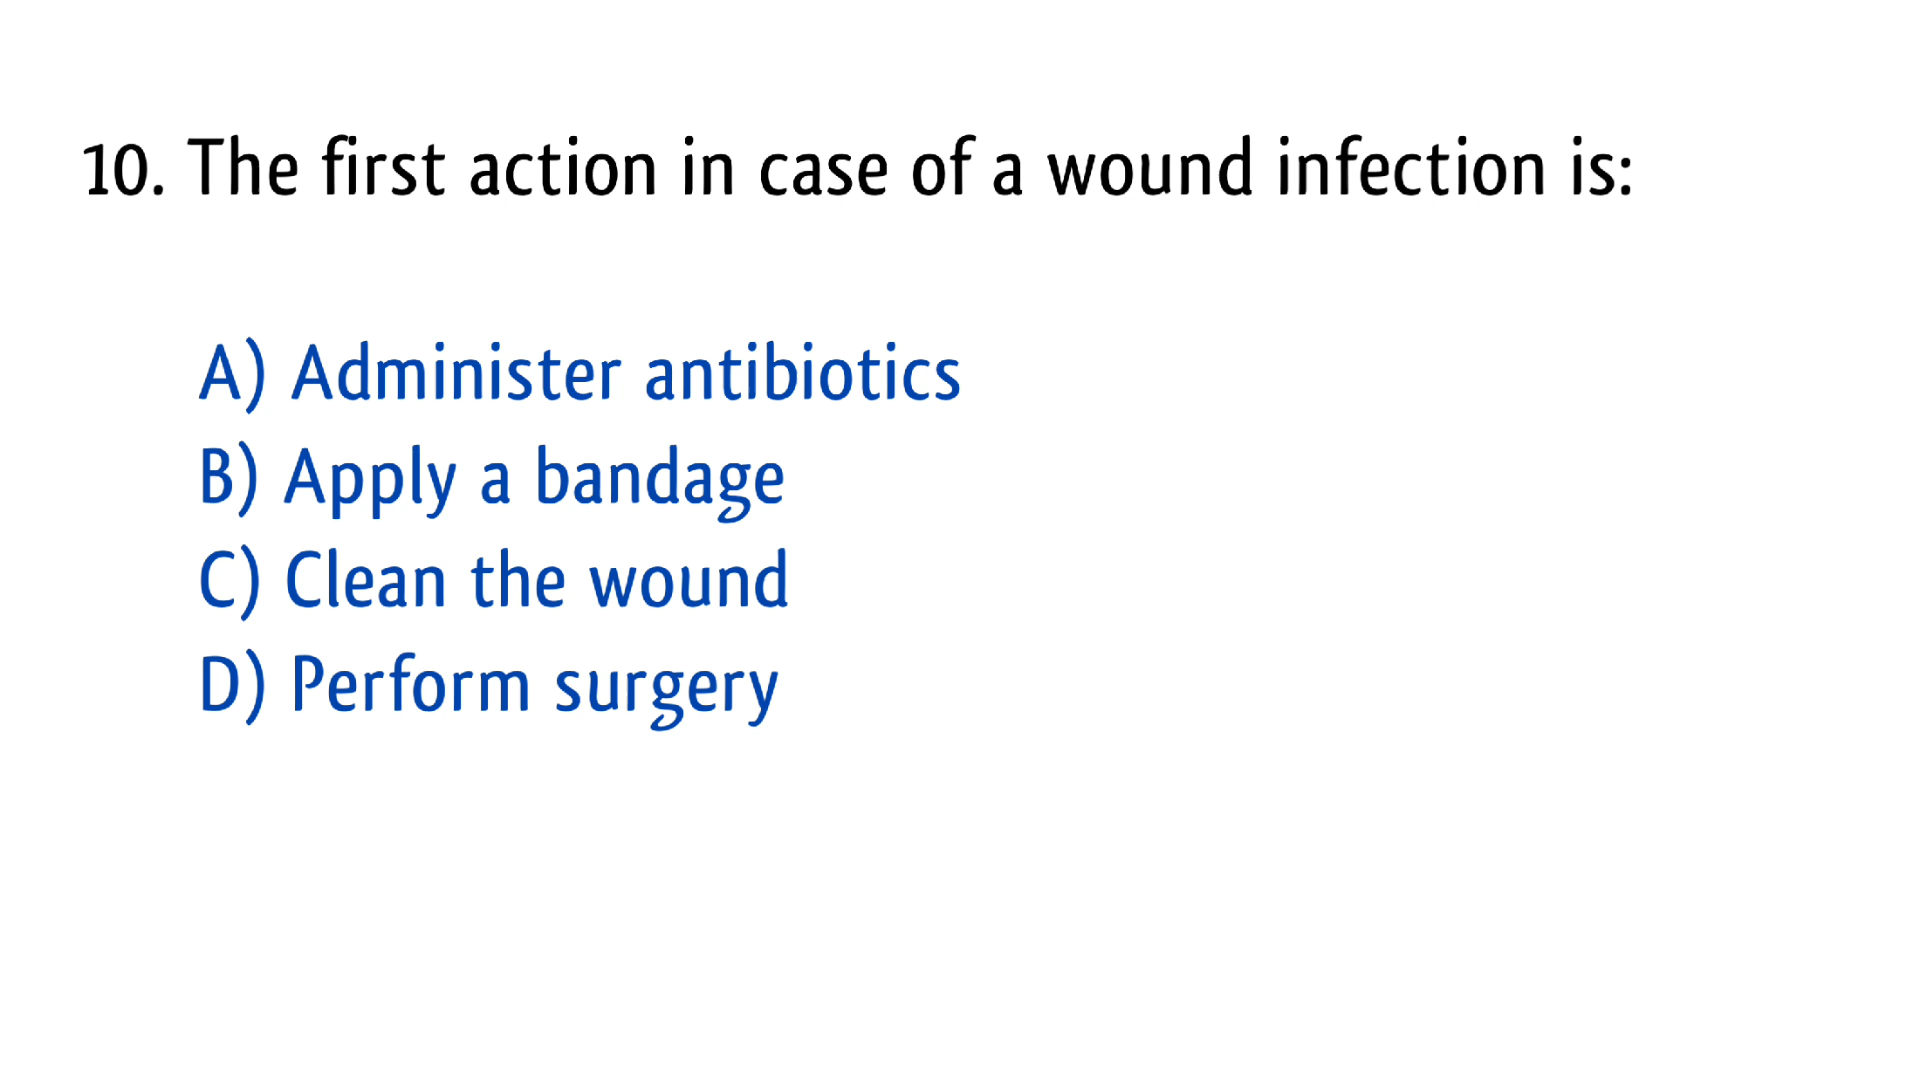 10. The first action in case of a wound infection is:
A) Administer antibiotics
B) Apply a bandage
C) Clean the wound
D) Perform surgery